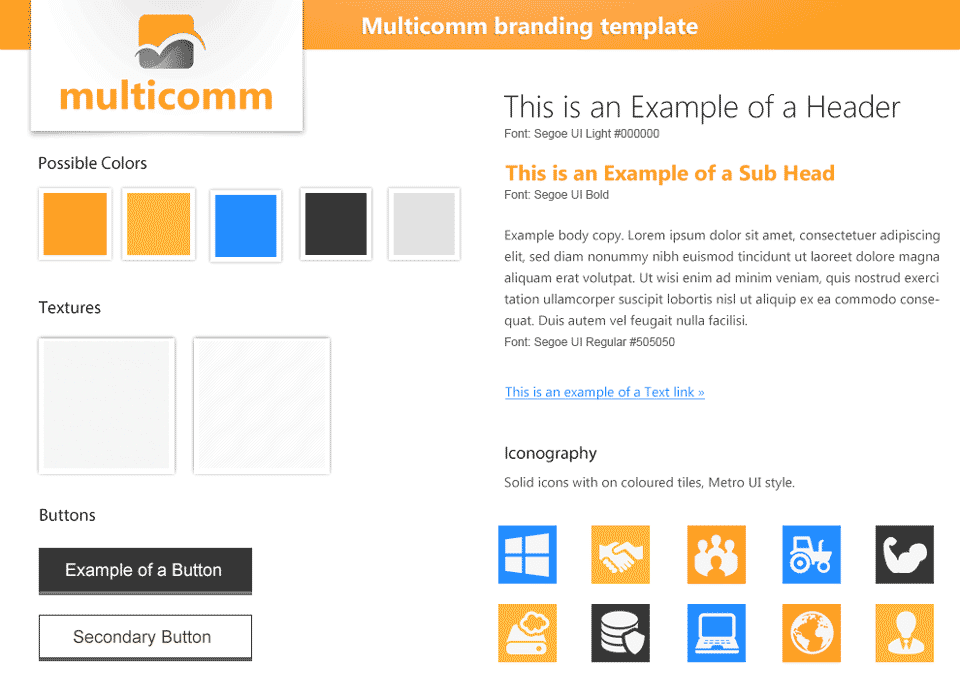 Multicomm branding template
multicomm
Possible Colors
Textures
Buttons
Example of a Button
Secondary Button
This is an Example of a Header
Font: Segoe UI Light #000000
This is an Example of a Sub Head
Font: Segoe UI Bold
Example body copy. Lorem ipsum dolor sit amet, consectetuer adipiscing
elit, sed diam nonummy nibh euismod tincidunt ut laoreet dolore magna
aliquam erat volutpat. Ut wisi enim ad minim veniam, quis nostrud exerci
tation ullamcorper suscipit lobortis nisl ut aliquip ex ea commodo conse-
quat. Duis autem vel feugait nulla facilisi.
Font: Segoe UI Regular #505050
This is an example of a Text link »
Iconography
Solid icons with on coloured tiles, Metro UI style.